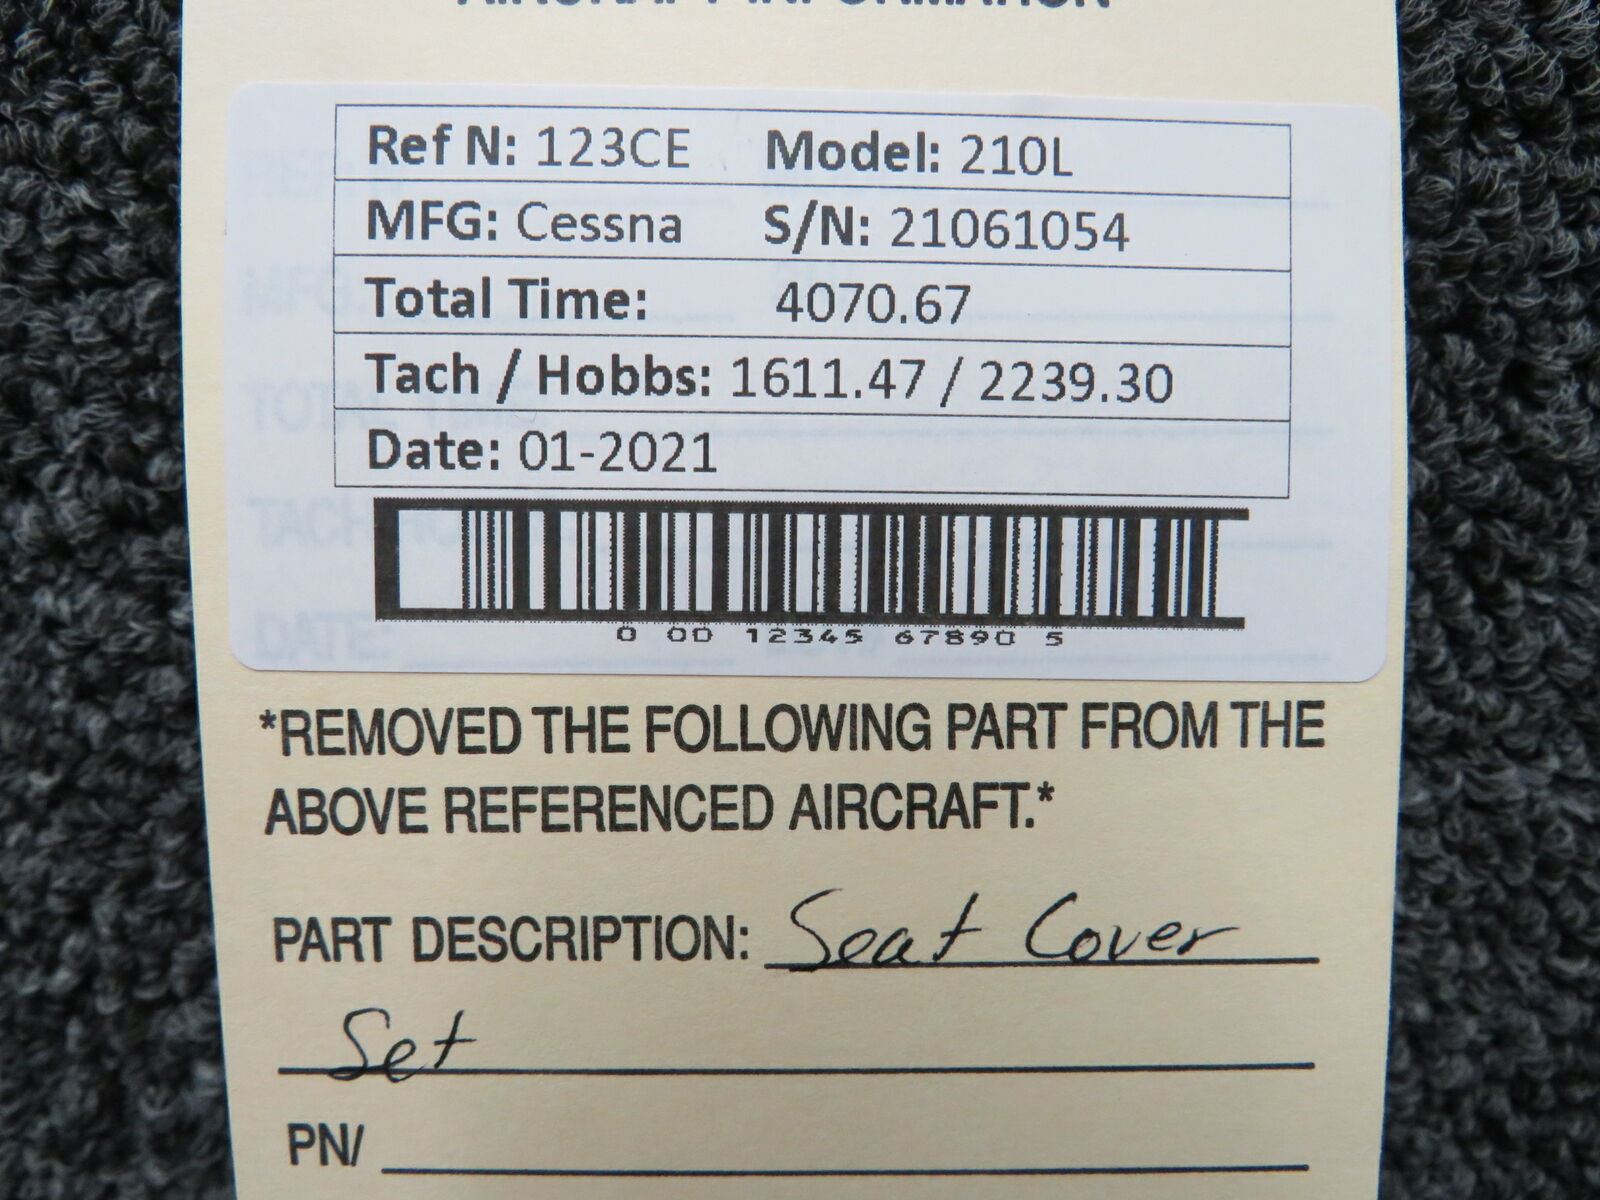 AIRCRAFT INFORMATION
Ref N: 123CE Model: 210L
MFG: Cessna S/N: 21061054
Total Time: 4070.67
Tach / Hobbs: 1611.47 / 2239.30
Date: 01-2021
0 00 12345 67890 5
*REMOVED THE FOLLOWING PART FROM THE
ABOVE REFERENCED AIRCRAFT.*
PART DESCRIPTION: Seat Cover
Set
PN/